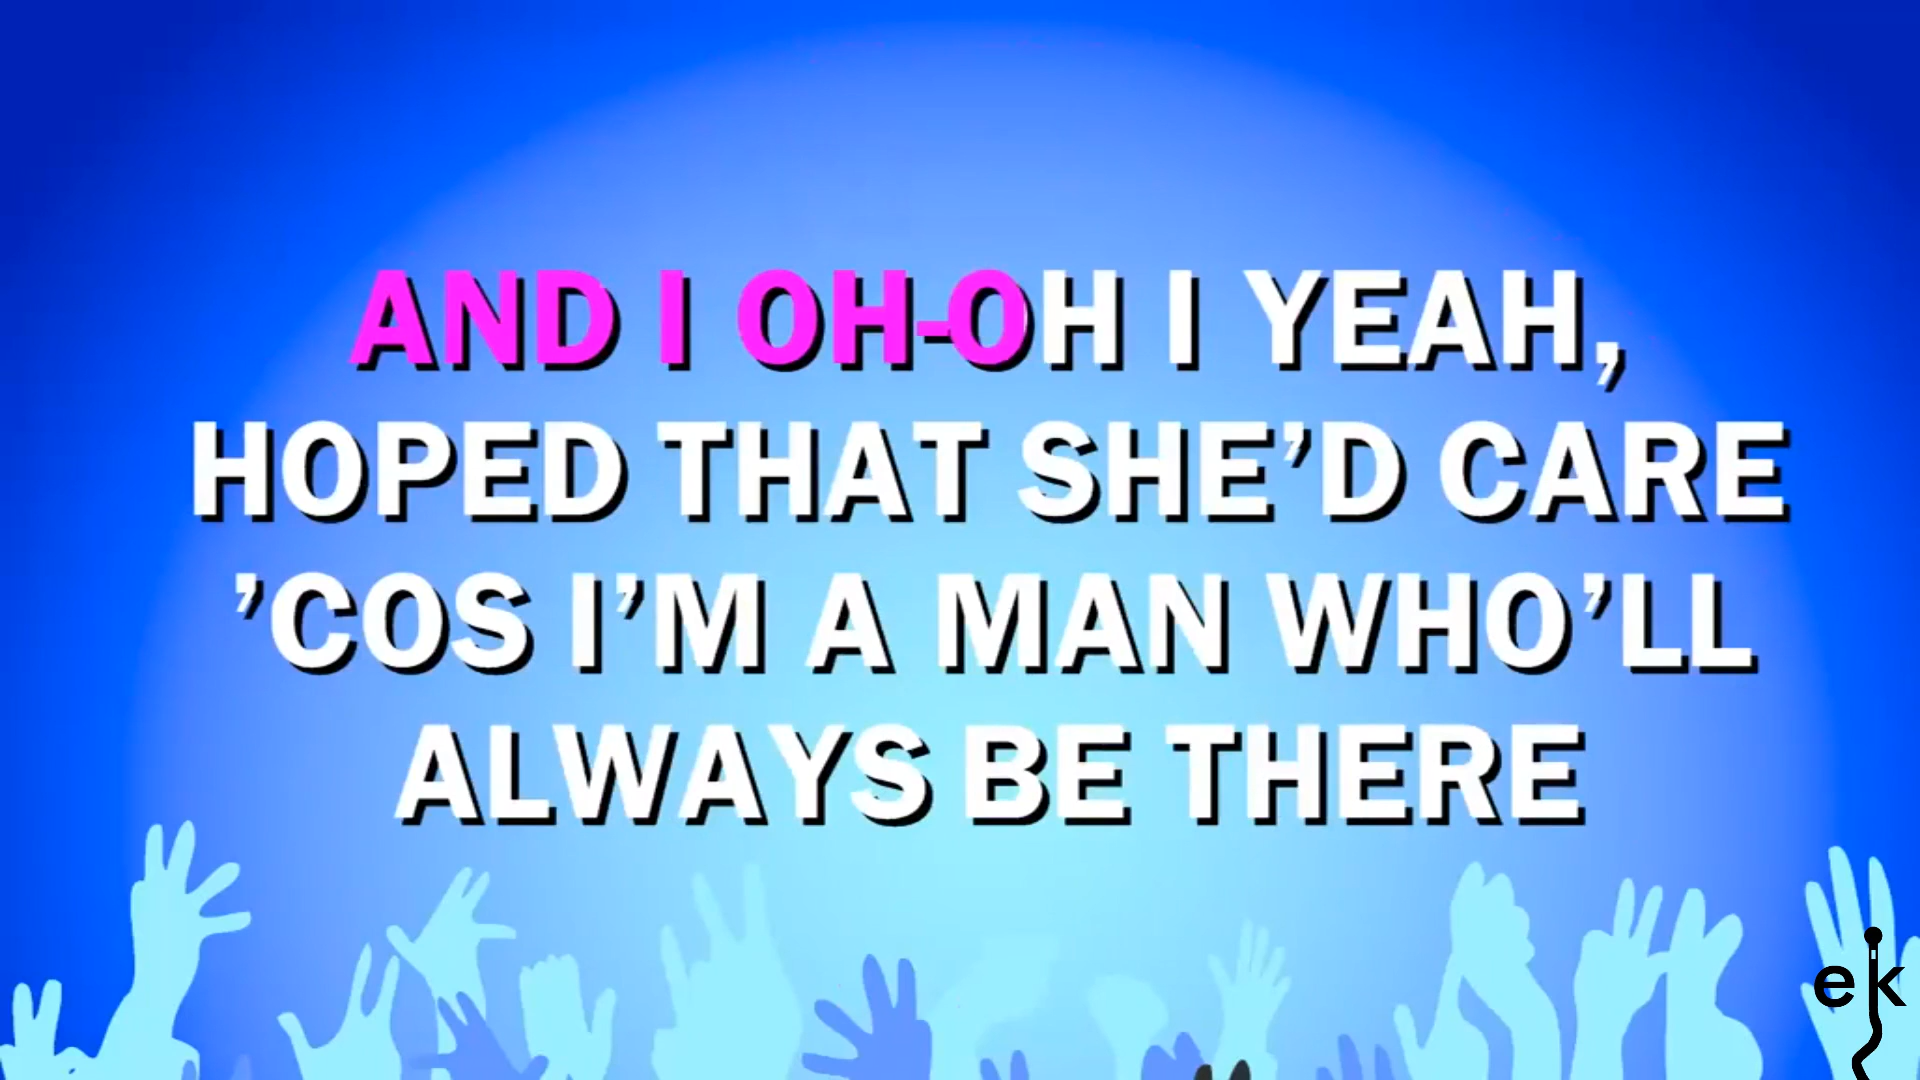 AND I OH-OH I YEAH,
HOPED THAT SHE’D CARE
’COS I’M A MAN WHO’LL
ALWAYS BE THERE
ek